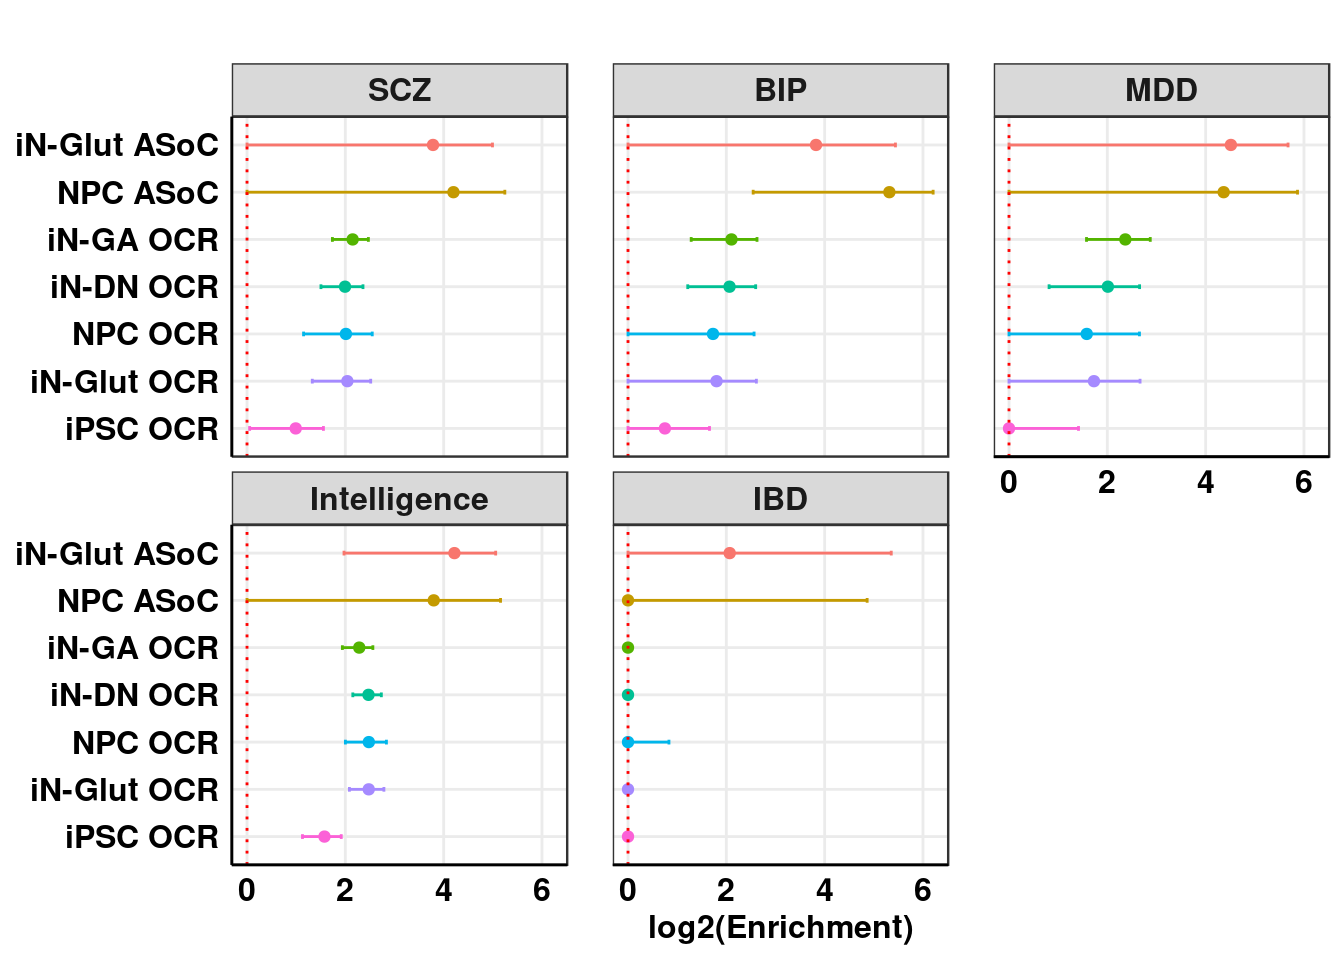 SCZ
BIP
MDD
iN-Glut ASoC
NPC ASoC
iN-GA OCR
iN-DN OCR
NPC OCR
iN-Glut OCR
iPSC OCR
0 2 4 6
Intelligence
IBD
iN-Glut ASoC
NPC ASoC
iN-GA OCR
iN-DN OCR
NPC OCR
iN-Glut OCR
iPSC OCR
0 2 4 6
0 2 4 6
log2(Enrichment)